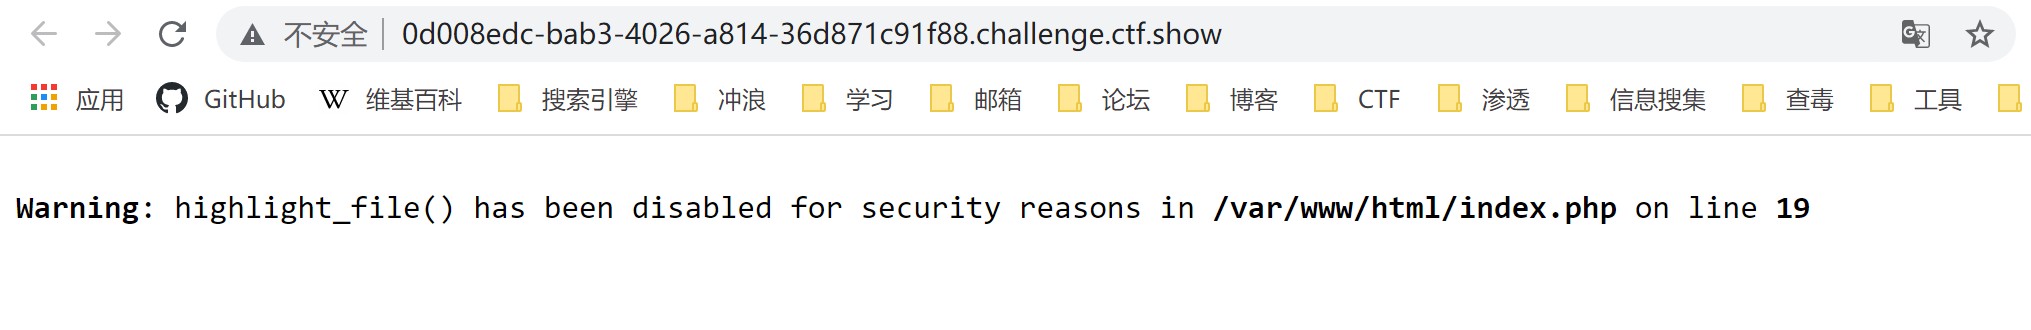 不安全 0d008edc-bab3-4026-a814-36d871c91f88.challenge.ctf.show
应用 GitHub W 维基百科 搜索引擎 冲浪 学习 邮箱 论坛 博客 CTF 渗透 信息搜集 查毒 工具
Warning: highlight_file() has been disabled for security reasons in /var/www/html/index.php on line 19